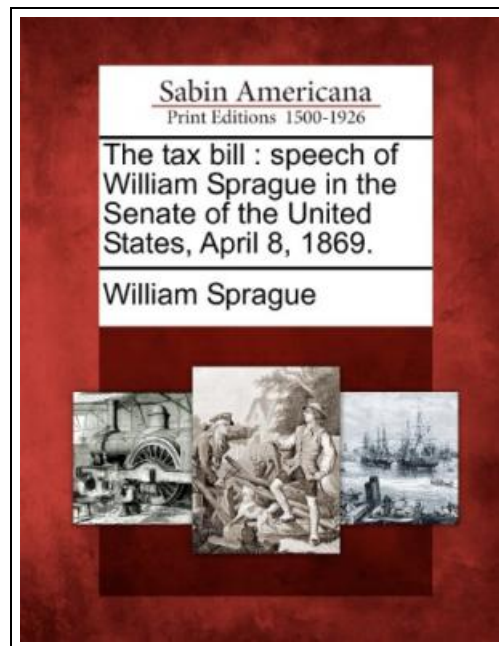 Sabin Americana
Print Editions 1500-1926
The tax bill : speech of
William Sprague in the
Senate of the United
States, April 8, 1869.
William Sprague